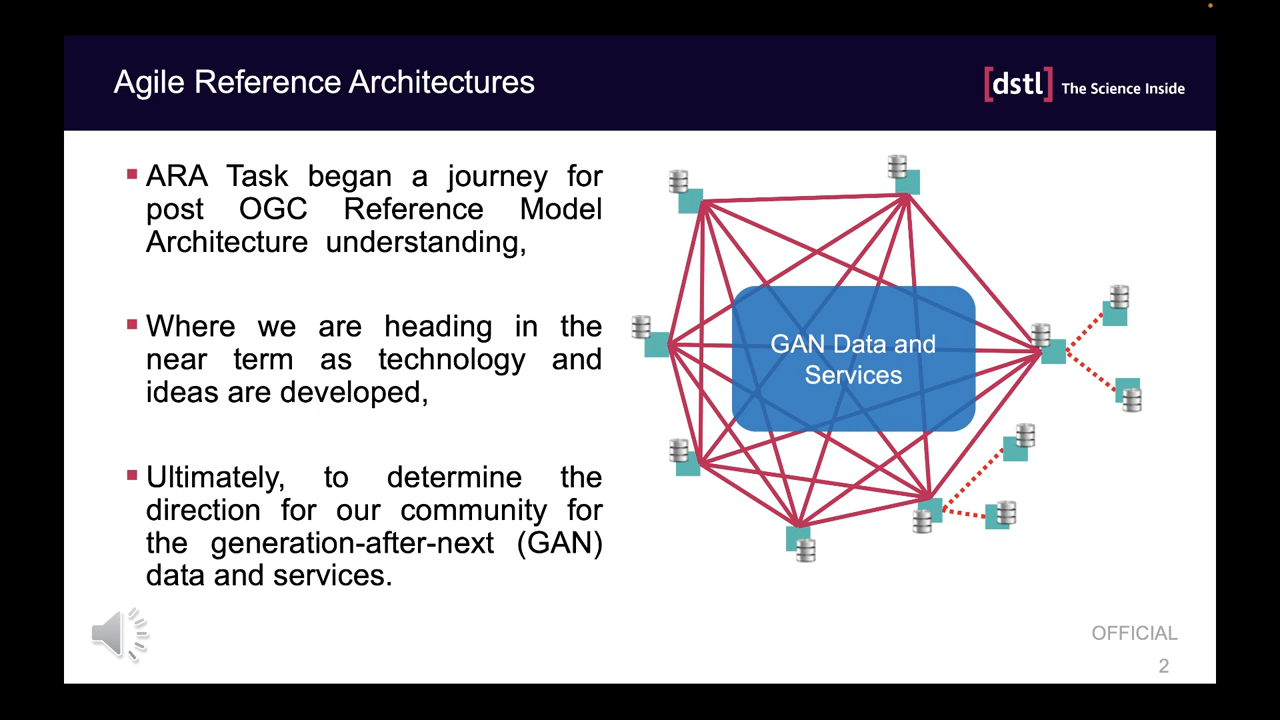 Agile Reference Architectures
[dstl] The Science Inside
ARA Task began a journey for
post OGC Reference Model
Architecture understanding,
Where we are heading in the
near term as technology and
ideas are developed,
Ultimately, to determine the
direction for our community for
the generation-after-next (GAN)
data and services.
GAN Data and
Services
OFFICIAL
2